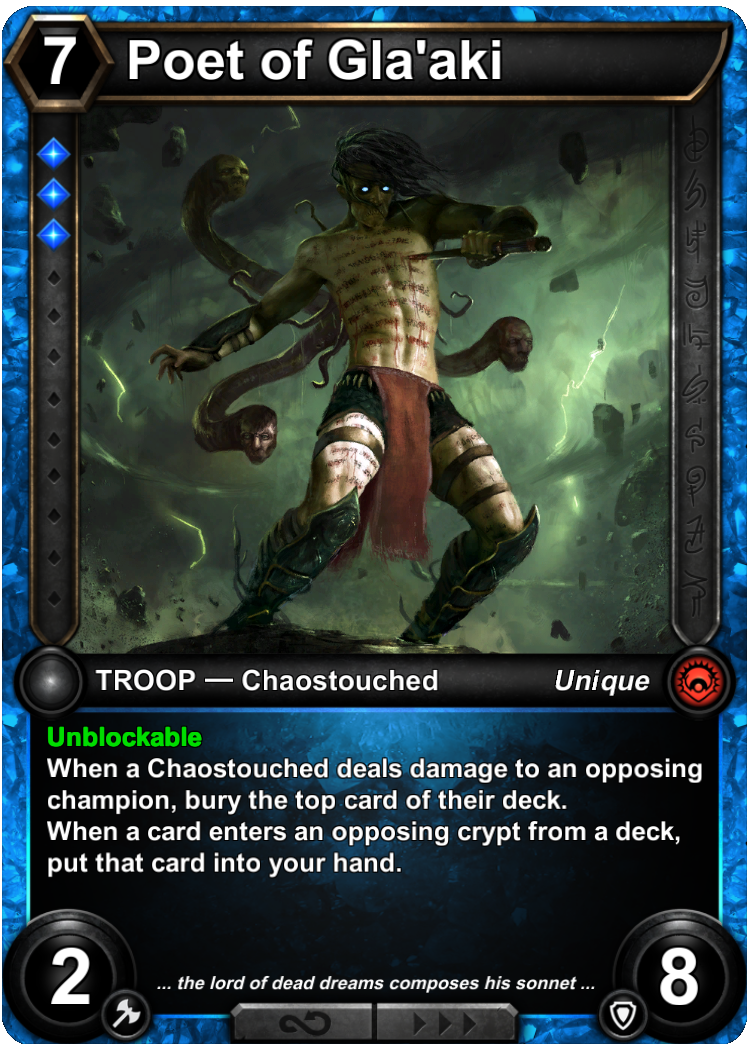 7 Poet of Gla'aki
TROOP — Chaostouched Unique
Unblockable
When a Chaostouched deals damage to an opposing
champion, bury the top card of their deck.
When a card enters an opposing crypt from a deck,
put that card into your hand.
2 ... the lord of dead dreams composes his sonnet ... 8